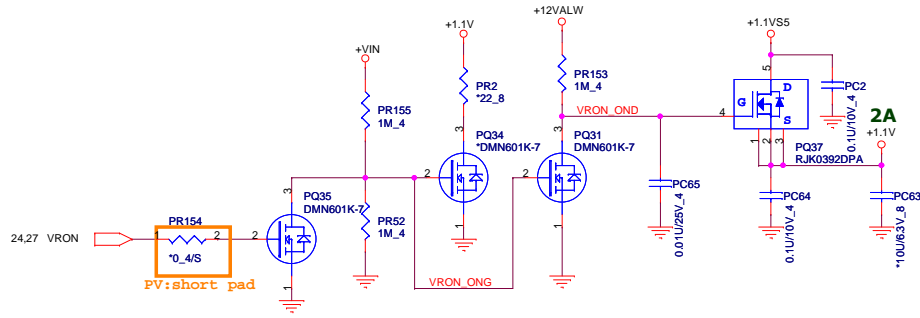 +12VALW
+1.1V
+1.1VS5
+VIN
5
PR2
*22_8
PR153
1M_4
PR155
1M_4
D
G
S
PC2
0.1U/10V_4
VRON_OND
4
2A
+1.1V
1
2
3
PQ37
RJK0392DPA
3
PQ34
*DMN601K-7
3
PQ31
DMN601K-7
2
2
1
1
3
PQ35
DMN601K-7
PR52
1M_4
PC65
0.01U/25V_4
PC64
0.1U/10V_4
PC63
*10U/6.3V_8
PR154
24,27 VRON
1
2
2
*0_4/S
1
PV:short pad
VRON_ONG